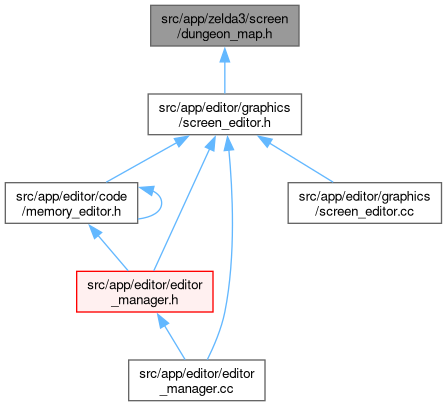 src/app/zelda3/screen
/dungeon_map.h
src/app/editor/graphics
/screen_editor.h
src/app/editor/code
/memory_editor.h
src/app/editor/graphics
/screen_editor.cc
src/app/editor/editor
_manager.h
src/app/editor/editor
_manager.cc